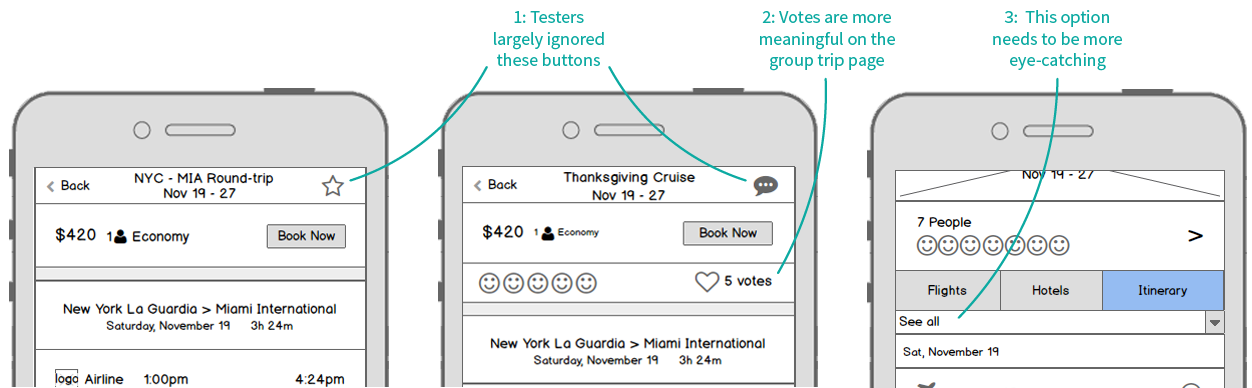 1: Testers
largely ignored
these buttons
2: Votes are more
meaningful on the
group trip page
3: This option
needs to be more
eye-catching
< Back
NYC - MIA Round-trip
Nov 19 - 27
$420 1 Economy
Book Now
New York La Guardia > Miami International
Saturday, November 19 3h 24m
logo Airline 1:00pm 4:24pm
< Back
Thanksgiving Cruise
Nov 19 - 27
$420 1 Economy
Book Now
5 votes
New York La Guardia > Miami International
Saturday, November 19 3h 24m
Nov 19 - 27
7 People
>
Flights Hotels Itinerary
See all
Sat, November 19